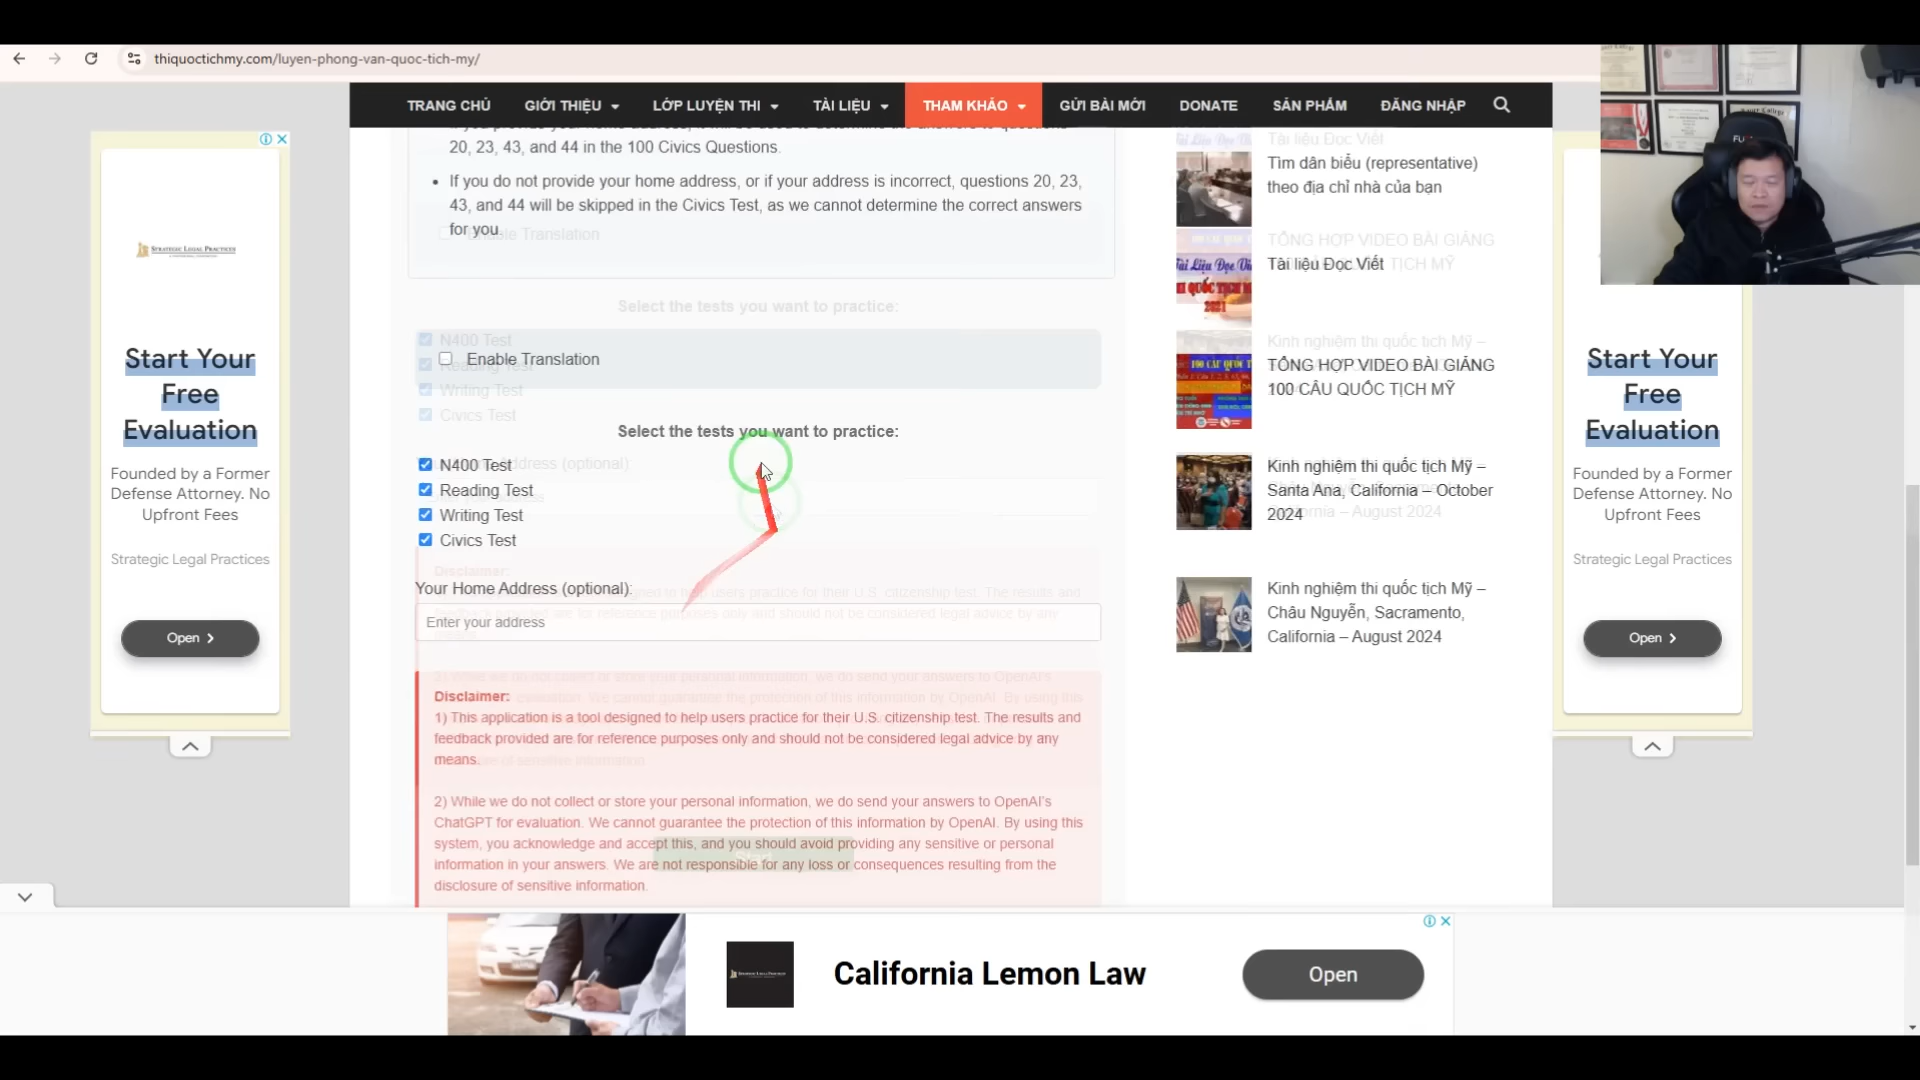 thiquoctichmy.com/luyen-phong-van-quoc-tich-my/
TRANG CHỦ
GIỚI THIỆU
LỚP LUYỆN THI
TÀI LIỆU
THAM KHẢO
GỬI BÀI MỚI
DONATE
SẢN PHẨM
ĐĂNG NHẬP
20, 23, 43, and 44 in the 100 Civics Questions.
If you do not provide your home address, or if your address is incorrect, questions 20, 23,
43, and 44 will be skipped in the Civics Test, as we cannot determine the correct answers
for you.
Enable Translation
Select the tests you want to practice:
N400 Test
Reading Test
Writing Test
Civics Test
Your Home Address (optional):
Enter your address
Disclaimer:
1) This application is a tool designed to help users practice for their U.S. citizenship test. The results and
feedback provided are for reference purposes only and should not be considered legal advice by any
means.
2) While we do not collect or store your personal information, we do send your answers to OpenAI's
ChatGPT for evaluation. We cannot guarantee the protection of this information by OpenAI. By using this
system, you acknowledge and accept this, and you should avoid providing any sensitive or personal
information in your answers. We are not responsible for any loss or consequences resulting from the
disclosure of sensitive information.
Tìm dân biểu (representative)
theo địa chỉ nhà của bạn
Tài liệu Đọc Viết
TỔNG HỢP VIDEO BÀI GIẢNG
100 CÂU QUỐC TỊCH MỸ
Kinh nghiệm thi quốc tịch Mỹ –
Santa Ana, California – October
2024
Kinh nghiệm thi quốc tịch Mỹ –
Châu Nguyễn, Sacramento,
California – August 2024
STRATEGIC LEGAL PRACTICES
Start Your
Free
Evaluation
Founded by a Former
Defense Attorney. No
Upfront Fees
Strategic Legal Practices
Open
Start Your
Free
Evaluation
Founded by a Former
Defense Attorney. No
Upfront Fees
Strategic Legal Practices
Open
California Lemon Law
Open